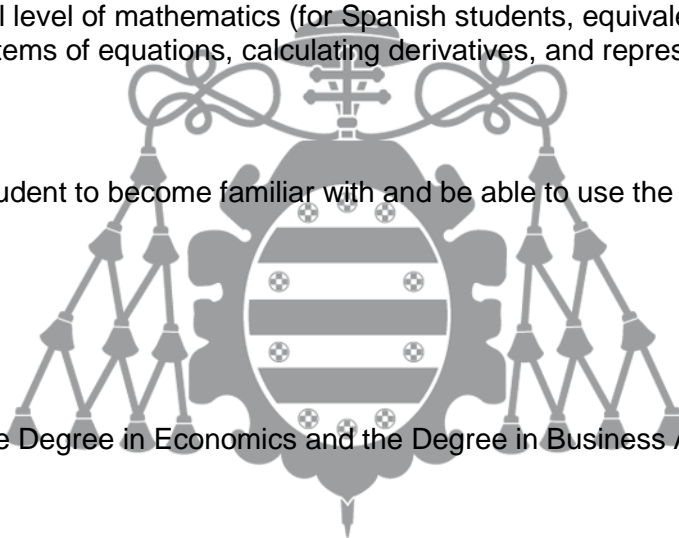 l level of mathematics (for Spanish students, equivale
tems of equations, calculating derivatives, and repres
udent to become familiar with and be able to use the
e Degree in Economics and the Degree in Business A